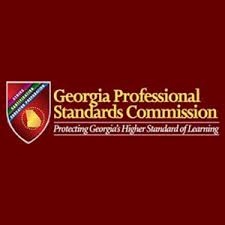 Georgia Professional
Standards Commission
Protecting Georgia's Higher Standard of Learning